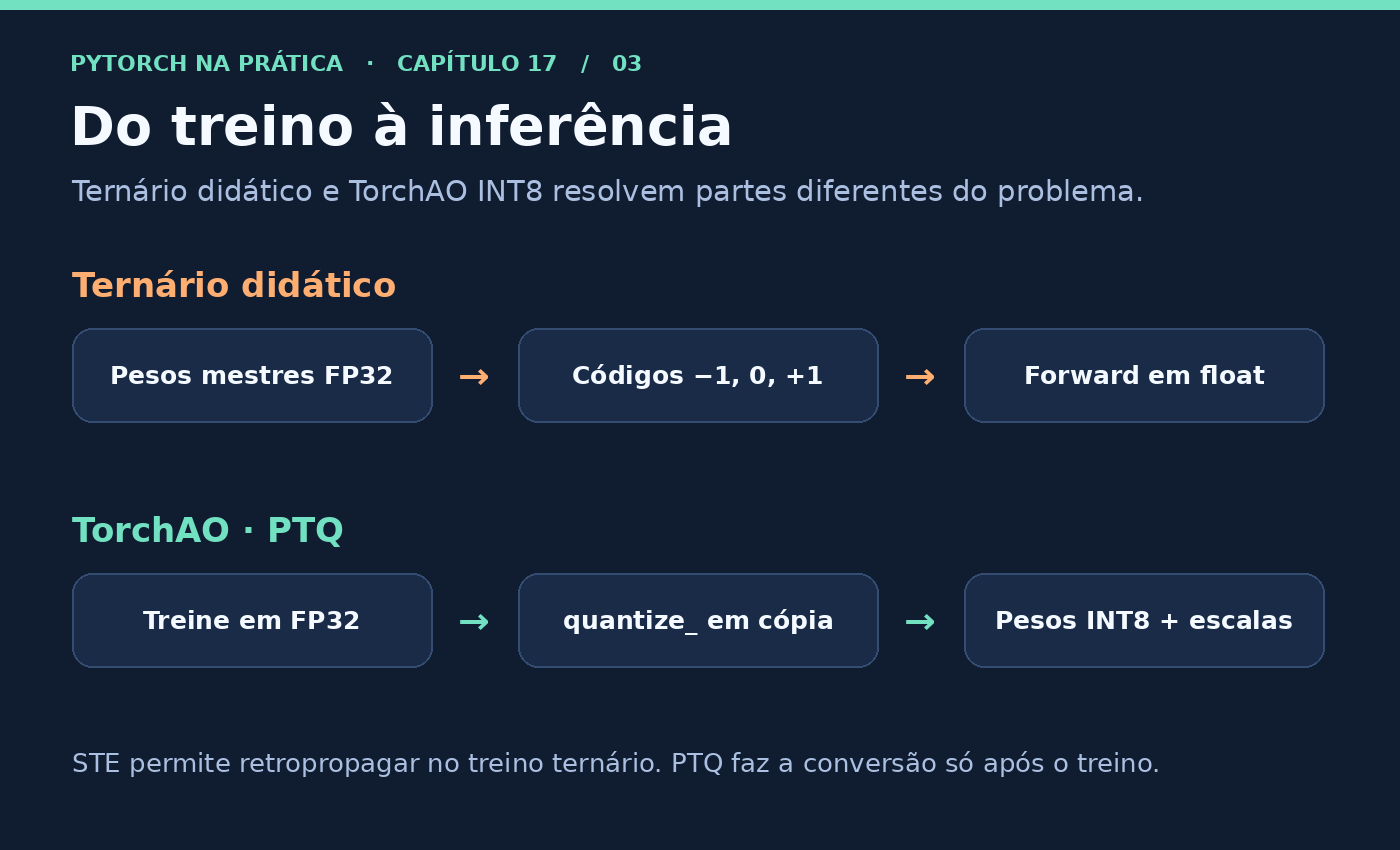 PYTORCH NA PRÁTICA · CAPÍTULO 17 / 03
Do treino à inferência
Ternário didático e TorchAO INT8 resolvem partes diferentes do problema.
Ternário didático
Pesos mestres FP32 → Códigos −1, 0, +1 → Forward em float
TorchAO · PTQ
Treine em FP32 → quantize_ em cópia → Pesos INT8 + escalas
STE permite retropropagar no treino ternário. PTQ faz a conversão só após o treino.